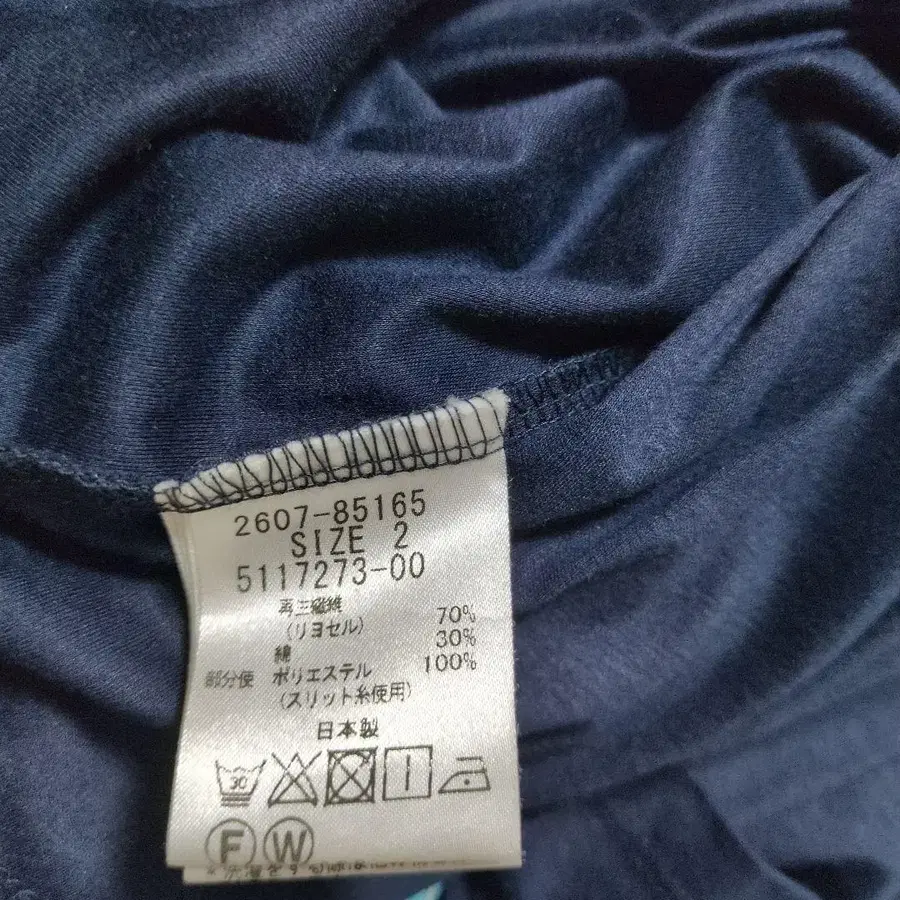 2607-85165
SIZE 2
5117273-00
再三繊維
(リヨセル) 70%
綿 30%
部分使 ポリエステル 100%
(スリット糸使用)
日本製
30
F W